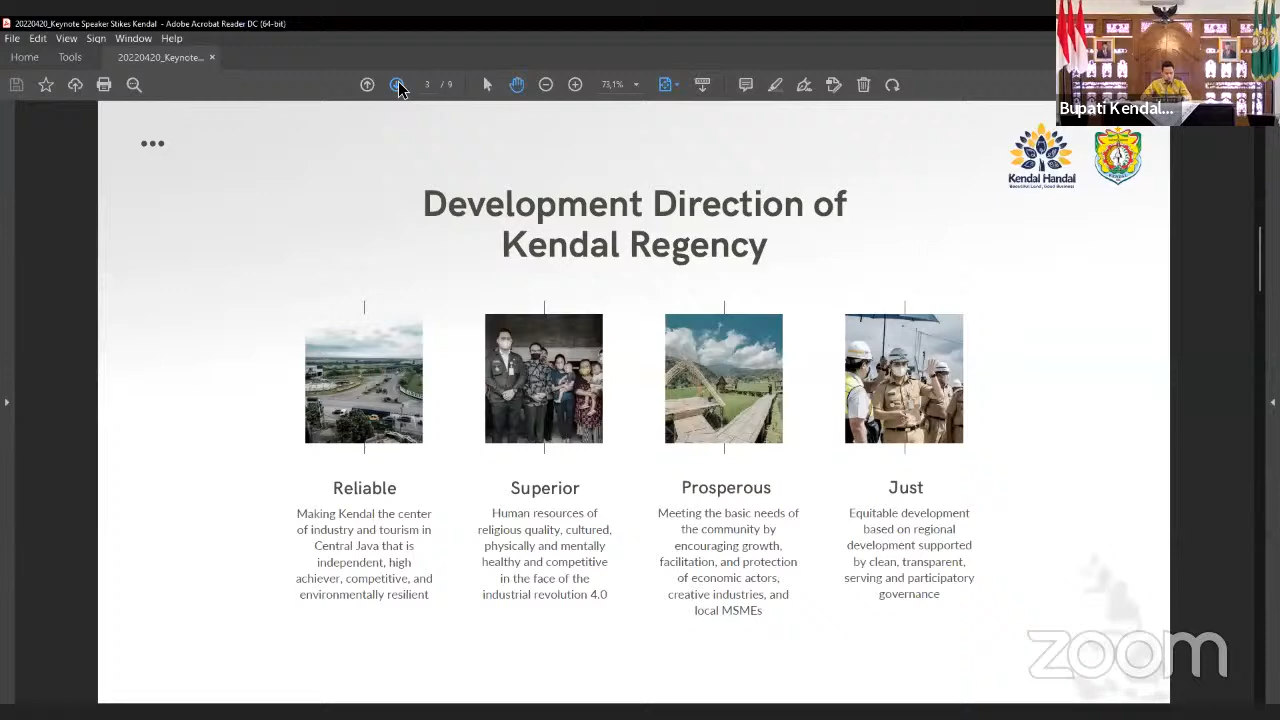 20220420_Keynote Speaker Stikes Kendal - Adobe Acrobat Reader DC (64-bit)
File Edit View Sign Window Help
Home Tools 20220420_Keynote... ×
3 / 9 73,1%
Bupati Kendal...
Kendal Handal
Beautiful Land, Good Business
KENDAL
Development Direction of
Kendal Regency
Reliable
Making Kendal the center
of industry and tourism in
Central Java that is
independent, high
achiever, competitive, and
environmentally resilient
Superior
Human resources of
religious quality, cultured,
physically and mentally
healthy and competitive
in the face of the
industrial revolution 4.0
Prosperous
Meeting the basic needs of
the community by
encouraging growth,
facilitation, and protection
of economic actors,
creative industries, and
local MSMEs
Just
Equitable development
based on regional
development supported
by clean, transparent,
serving and participatory
governance
zoom